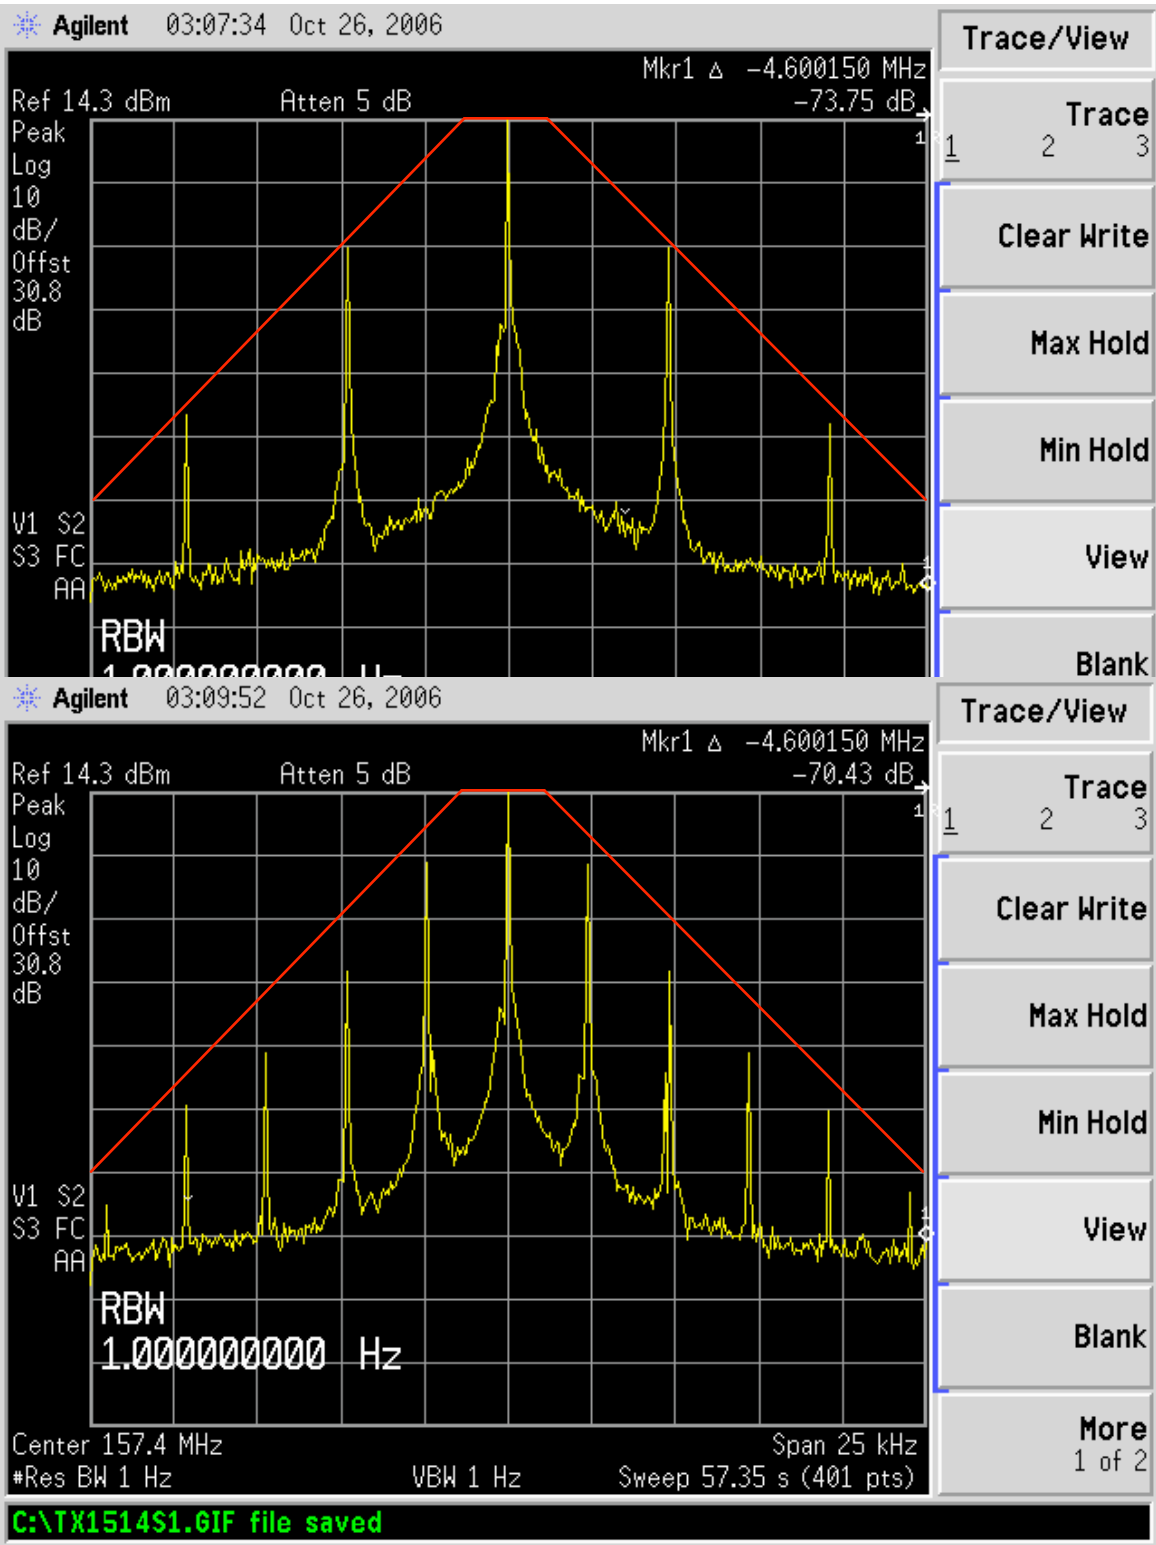 Agilent 03:07:34 Oct 26, 2006
Trace/View
Mkr1 Δ -4.600150 MHz
Ref 14.3 dBm Atten 5 dB -73.75 dB
Peak
Log
10
dB/
Offst
30.8
dB
V1 S2
S3 FC
AA
1
1
RBW
Trace
1 2 3
Clear Write
Max Hold
Min Hold
View
Blank
Agilent 03:09:52 Oct 26, 2006
Trace/View
Mkr1 Δ -4.600150 MHz
Ref 14.3 dBm Atten 5 dB -70.43 dB
Peak
Log
10
dB/
Offst
30.8
dB
V1 S2
S3 FC
AA
1
1
RBW
1.000000000 Hz
Center 157.4 MHz Span 25 kHz
#Res BW 1 Hz VBW 1 Hz Sweep 57.35 s (401 pts)
Trace
1 2 3
Clear Write
Max Hold
Min Hold
View
Blank
More
1 of 2
C:\TX1514S1.GIF file saved